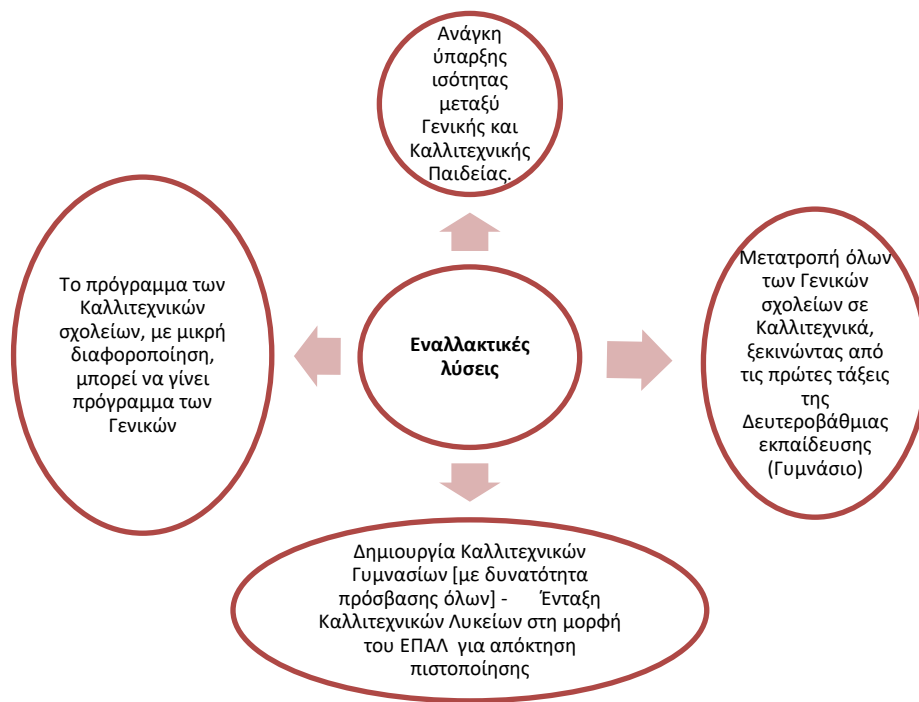 Ανάγκη
ύπαρξης
ισότητας
μεταξύ
Γενικής και
Καλλιτεχνικής
Παιδείας.
Το πρόγραμμα των
Καλλιτεχνικών
σχολείων, με μικρή
διαφοροποίηση,
μπορεί να γίνει
πρόγραμμα των
Γενικών
Εναλλακτικές
λύσεις
Μετατροπή όλων
των Γενικών
σχολείων σε
Καλλιτεχνικά,
ξεκινώντας από
τις πρώτες τάξεις
της
Δευτεροβάθμιας
εκπαίδευσης
(Γυμνάσιο)
Δημιουργία Καλλιτεχνικών
Γυμνασίων [με δυνατότητα
πρόσβασης όλων] - Ένταξη
Καλλιτεχνικών Λυκείων στη μορφή
του ΕΠΑΛ για απόκτηση
πιστοποίησης